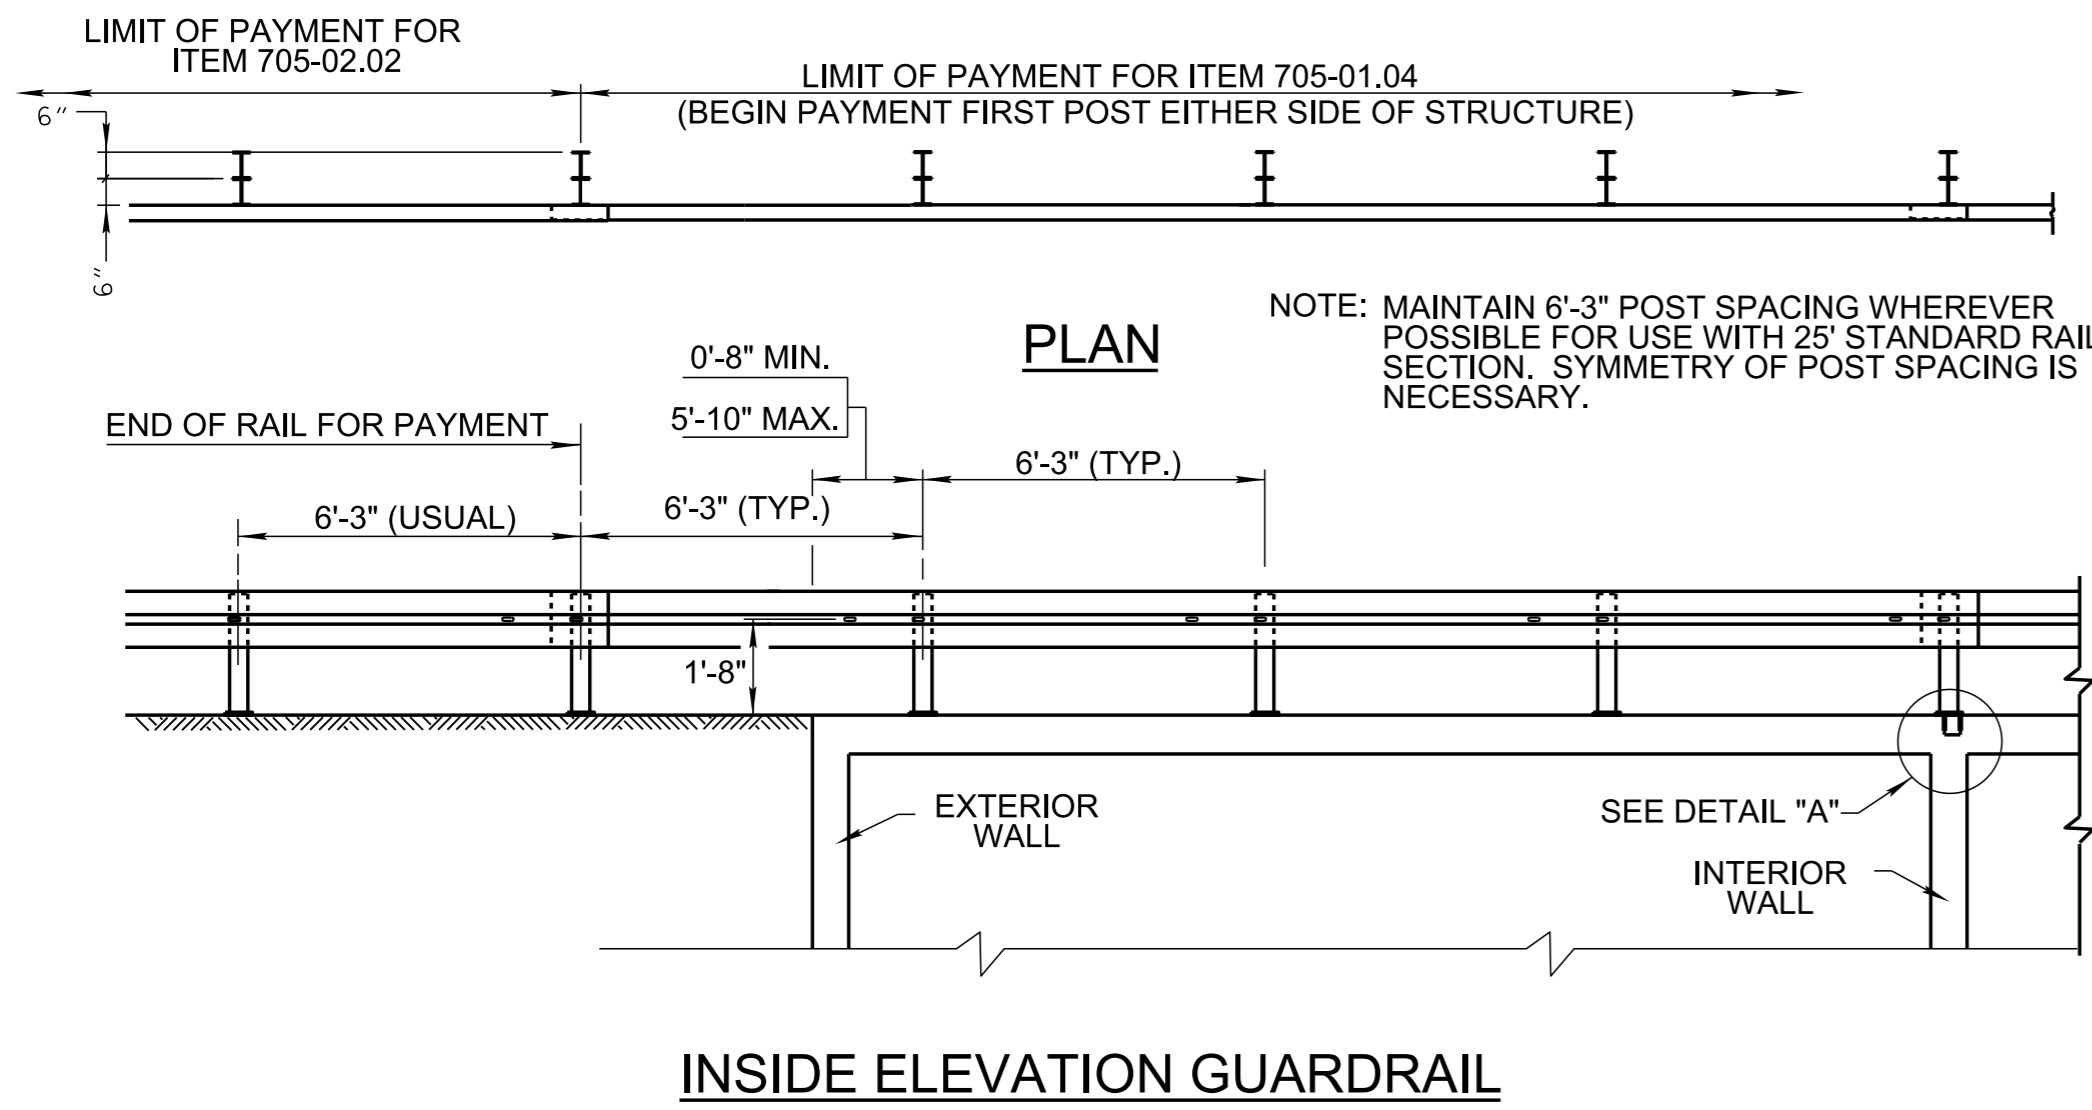 LIMIT OF PAYMENT FOR
ITEM 705-02.02
LIMIT OF PAYMENT FOR ITEM 705-01.04
(BEGIN PAYMENT FIRST POST EITHER SIDE OF STRUCTURE)
6"
6"
PLAN
NOTE: MAINTAIN 6'-3" POST SPACING WHEREVER
POSSIBLE FOR USE WITH 25' STANDARD RAIL
SECTION. SYMMETRY OF POST SPACING IS
NECESSARY.
0'-8" MIN.
5'-10" MAX.
END OF RAIL FOR PAYMENT
6'-3" (TYP.)
6'-3" (USUAL)
6'-3" (TYP.)
1'-8"
EXTERIOR
WALL
SEE DETAIL "A"
INTERIOR
WALL
INSIDE ELEVATION GUARDRAIL